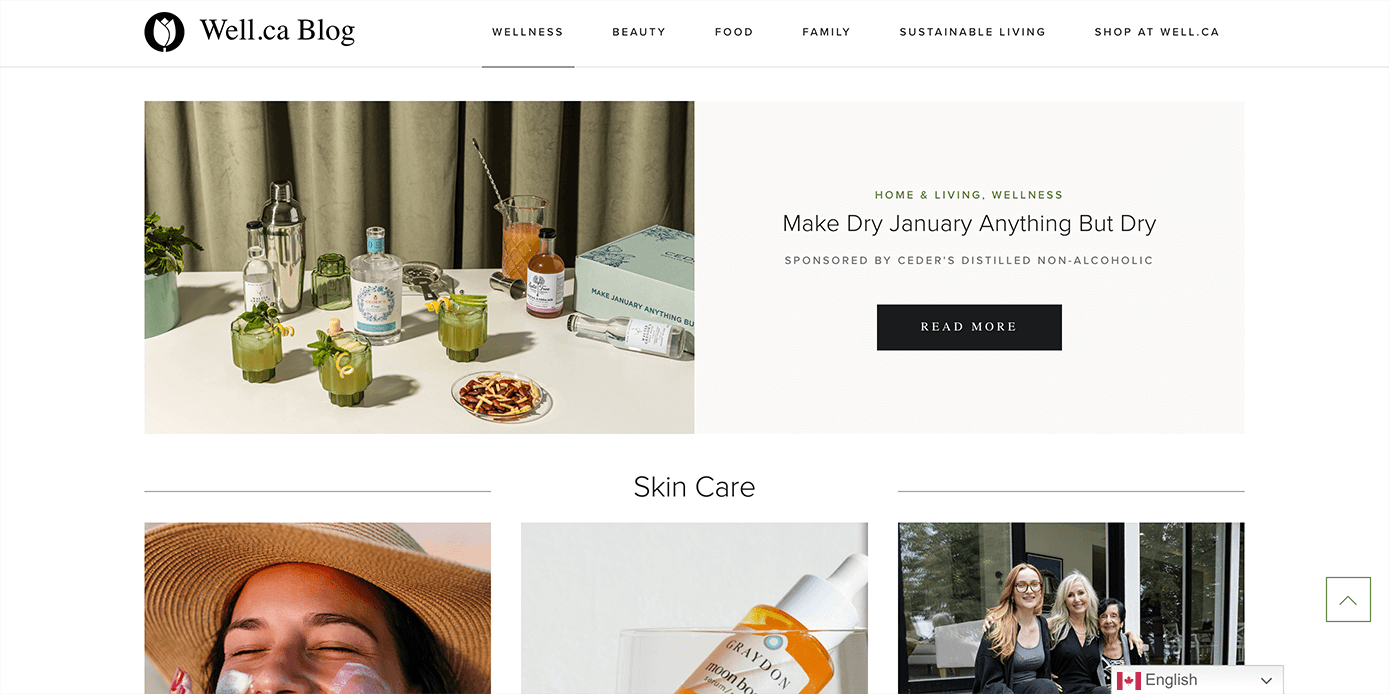 Well.ca Blog
WELLNESS
BEAUTY
FOOD
FAMILY
SUSTAINABLE LIVING
SHOP AT WELL.CA
HOME & LIVING, WELLNESS
Make Dry January Anything But Dry
SPONSORED BY CEDER'S DISTILLED NON-ALCOHOLIC
READ MORE
CEDER'S
MAKE JANUARY ANYTHING BU
Skin Care
GRAYDON
moon bo
serum/
English